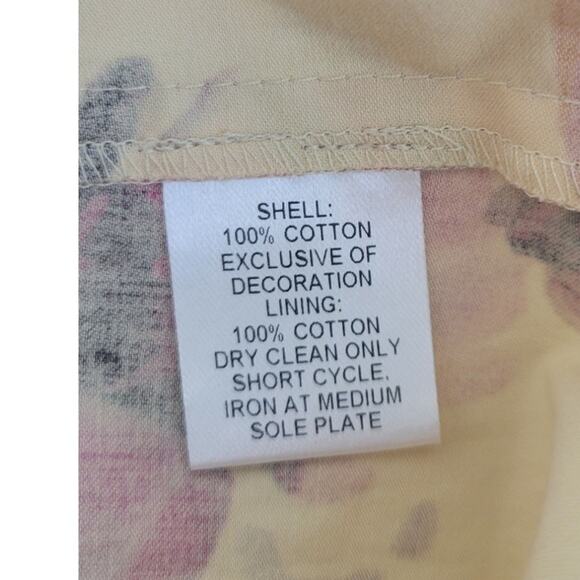 SHELL:
100% COTTON
EXCLUSIVE OF
DECORATION
LINING:
100% COTTON
DRY CLEAN ONLY
SHORT CYCLE.
IRON AT MEDIUM
SOLE PLATE